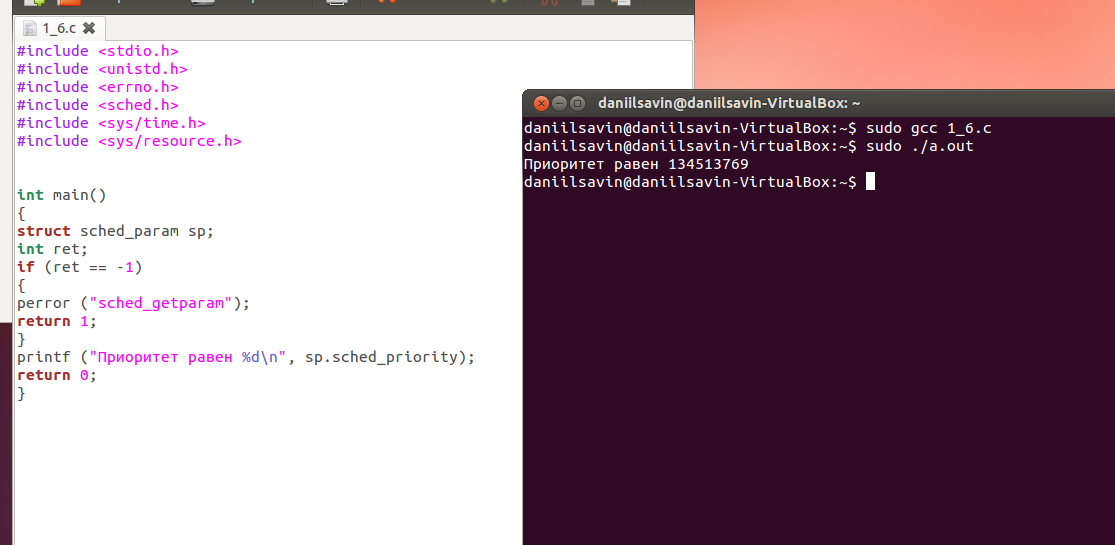 1_6.c
#include <stdio.h>
#include <unistd.h>
#include <errno.h>
#include <sched.h>
#include <sys/time.h>
#include <sys/resource.h>
int main()
{
struct sched_param sp;
int ret;
if (ret == -1)
{
perror ("sched_getparam");
return 1;
}
printf ("Приоритет равен %d\n", sp.sched_priority);
return 0;
}
daniilsavin@daniilsavin-VirtualBox: ~
daniilsavin@daniilsavin-VirtualBox:~$ sudo gcc 1_6.c
daniilsavin@daniilsavin-VirtualBox:~$ sudo ./a.out
Приоритет равен 134513769
daniilsavin@daniilsavin-VirtualBox:~$